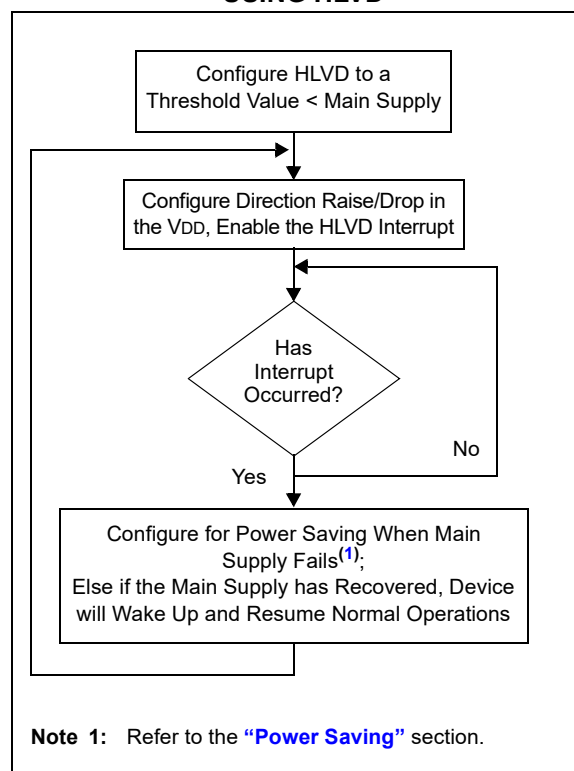 USING HLVD
Configure HLVD to a
Threshold Value < Main Supply
Configure Direction Raise/Drop in
the VDD, Enable the HLVD Interrupt
Has
Interrupt
Occurred?
No
Yes
Configure for Power Saving When Main
Supply Fails(1);
Else if the Main Supply has Recovered, Device
will Wake Up and Resume Normal Operations
Note 1: Refer to the “Power Saving” section.